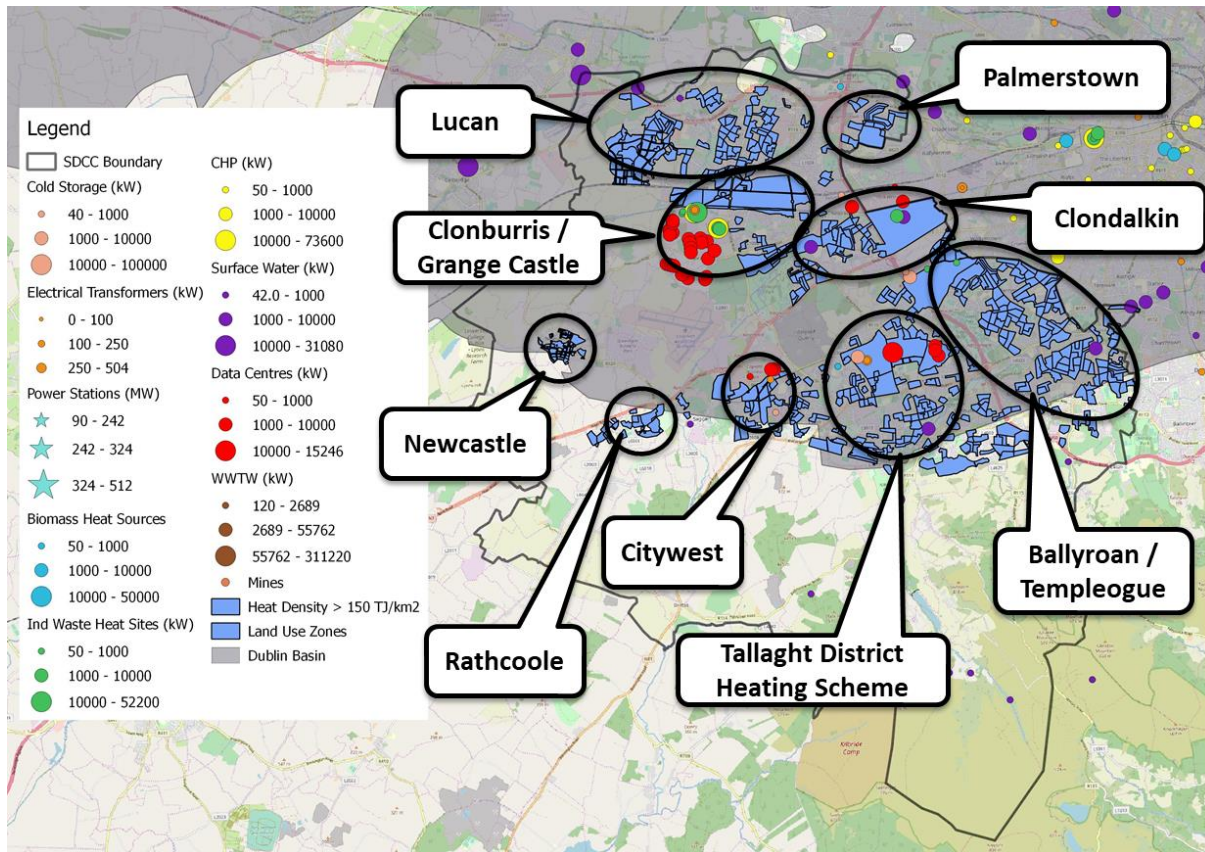 Legend
SDCC Boundary
Cold Storage (kW)
40 - 1000
1000 - 10000
10000 - 100000
Electrical Transformers (kW)
0 - 100
100 - 250
250 - 504
Power Stations (MW)
90 - 242
242 - 324
324 - 512
Biomass Heat Sources
50 - 1000
1000 - 10000
10000 - 50000
Ind Waste Heat Sites (kW)
50 - 1000
1000 - 10000
10000 - 52200
CHP (kW)
50 - 1000
1000 - 10000
10000 - 73600
Surface Water (kW)
42.0 - 1000
1000 - 10000
10000 - 31080
Data Centres (kW)
50 - 1000
1000 - 10000
10000 - 15246
WWTW (kW)
120 - 2689
2689 - 55762
55762 - 311220
Mines
Heat Density > 150 TJ/km2
Land Use Zones
Dublin Basin
Lucan
Palmerstown
Clonburris /
Grange Castle
Clondalkin
Newcastle
Rathcoole
Citywest
Tallaght District
Heating Scheme
Ballyroan /
Templeogue
Kilbride
Camp